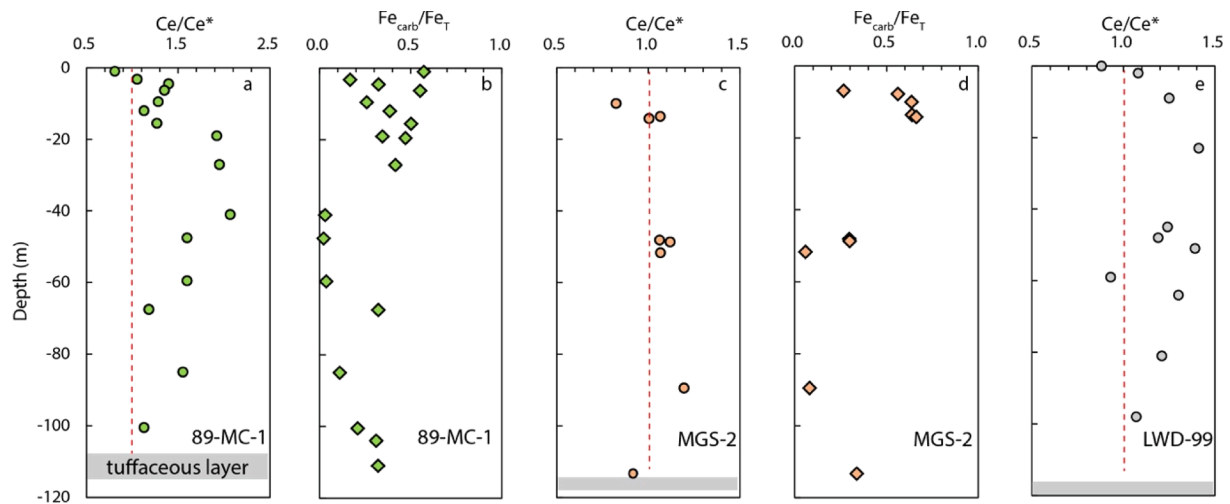 Ce/Ce* Fecarb/FeT Ce/Ce* Fecarb/FeT Ce/Ce*
0.5 1.5 2.5 0.0 0.5 1.0 0.5 1.0 1.5 0.0 0.5 1.0 0.5 1.0 1.5
0 a b c d e
-20
-40
-60
Depth (m)
-80
-100
89-MC-1 89-MC-1 MGS-2 MGS-2 LWD-99
tuffaceous layer
-120